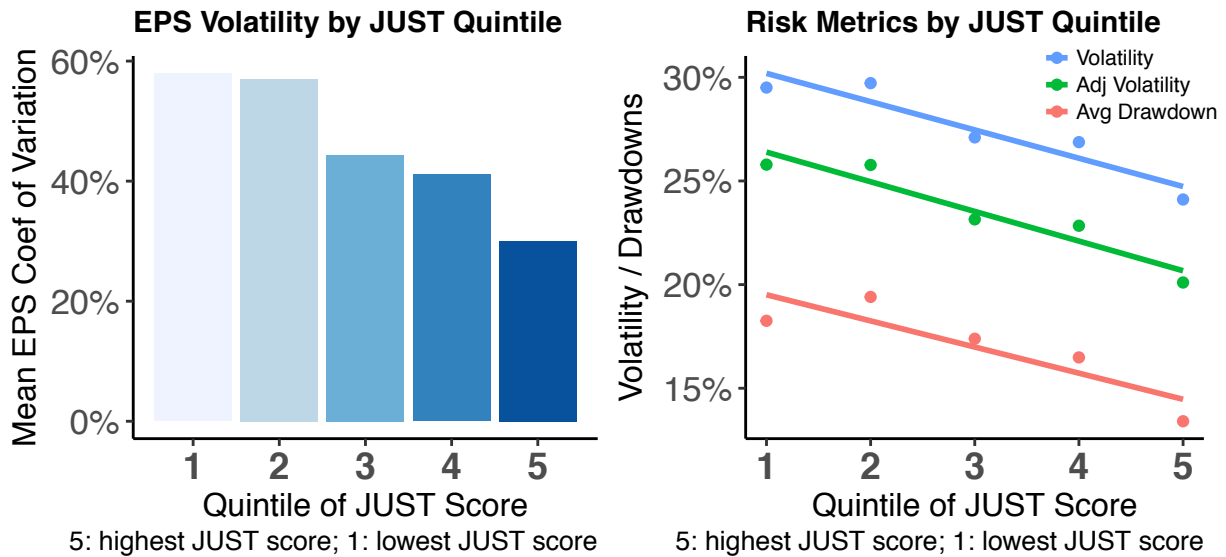 EPS Volatility by JUST Quintile
Mean EPS Coef of Variation
60%
40%
20%
0%
1 2 3 4 5
Quintile of JUST Score
5: highest JUST score; 1: lowest JUST score
Risk Metrics by JUST Quintile
Volatility
Adj Volatility
Avg Drawdown
Volatility / Drawdowns
30%
25%
20%
15%
1 2 3 4 5
Quintile of JUST Score
5: highest JUST score; 1: lowest JUST score